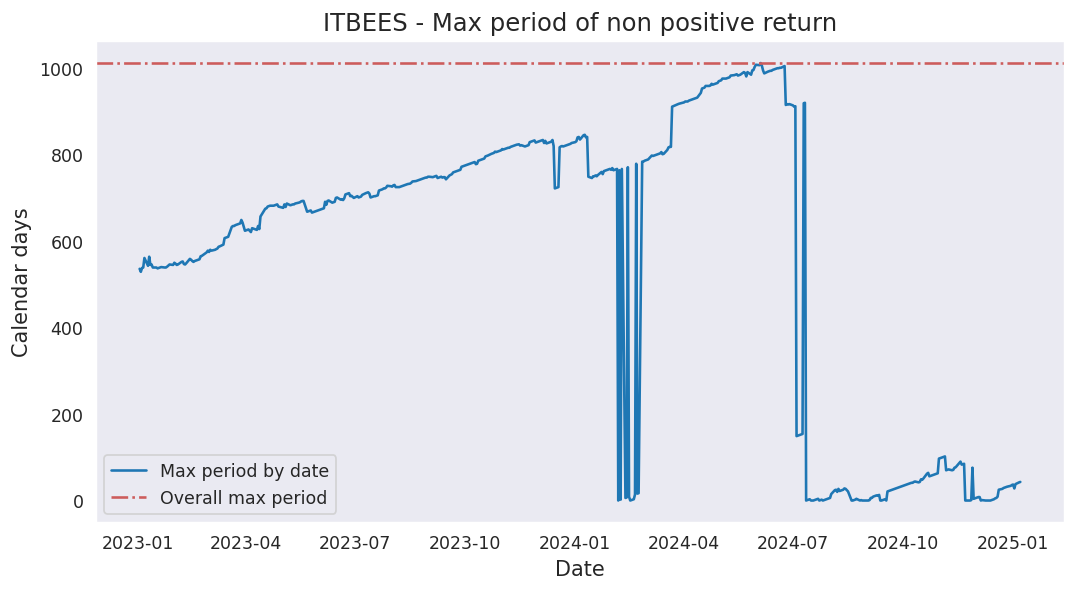 ITBEES - Max period of non positive return
Calendar days
1000
800
600
400
200
0
Max period by date
Overall max period
2023-01 2023-04 2023-07 2023-10 2024-01 2024-04 2024-07 2024-10 2025-01
Date